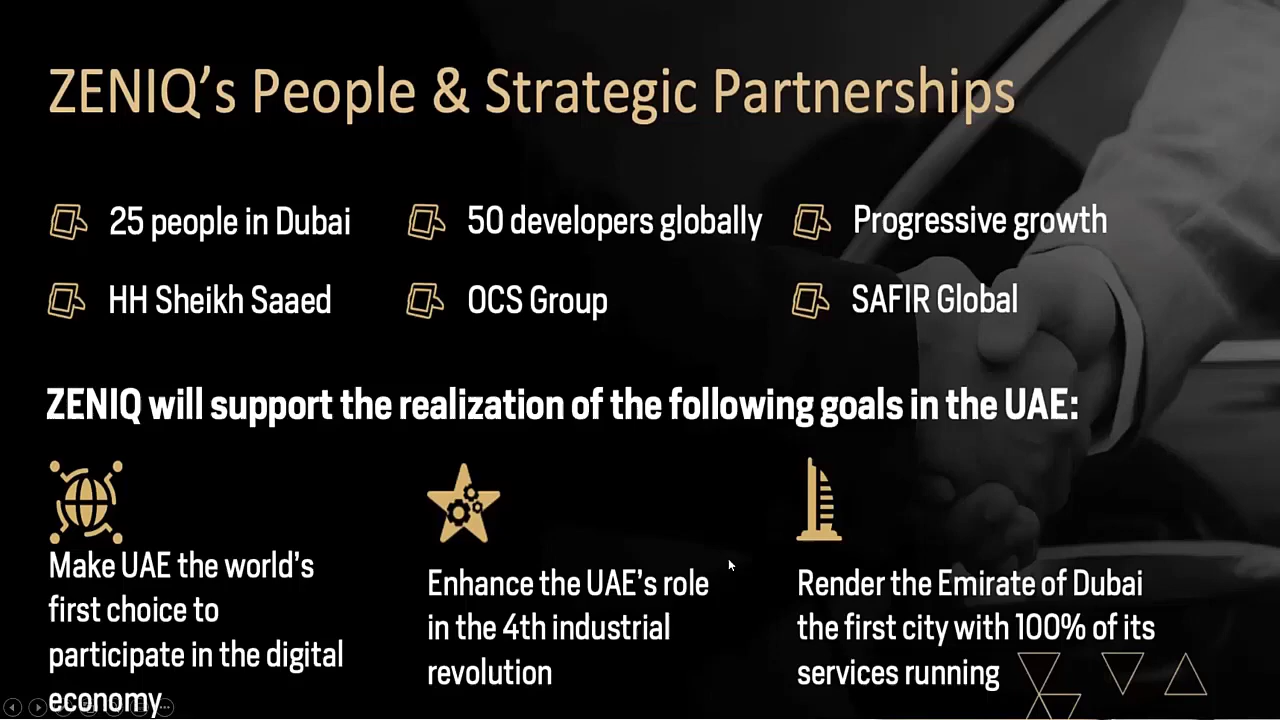 ZENIQ's People & Strategic Partnerships
25 people in Dubai
50 developers globally
Progressive growth
HH Sheikh Saaed
OCS Group
SAFIR Global
ZENIQ will support the realization of the following goals in the UAE:
Make UAE the world's
first choice to
participate in the digital
economy
Enhance the UAE's role
in the 4th industrial
revolution
Render the Emirate of Dubai
the first city with 100% of its
services running